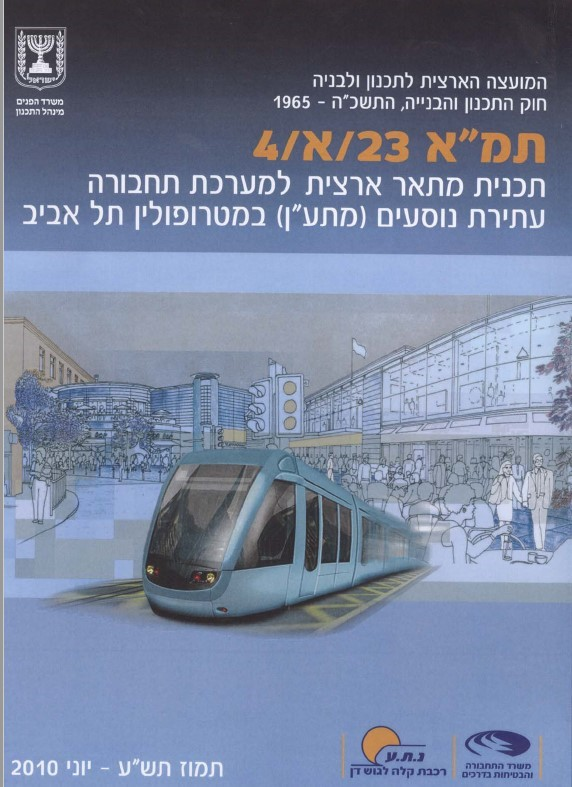 ישראל
משרד הפנים
מינהל התכנון
המועצה הארצית לתכנון ולבניה
חוק התכנון והבנייה, התשכ"ה - 1965
תמ"א 23/א/4
תכנית מתאר ארצית למערכת תחבורה
עתירת נוסעים (מתע"ן) במטרופולין תל אביב
תמוז תש"ע - יוני 2010
נ.ת.ע
רכבת קלה לגוש דן
משרד התחבורה
והבטיחות בדרכים